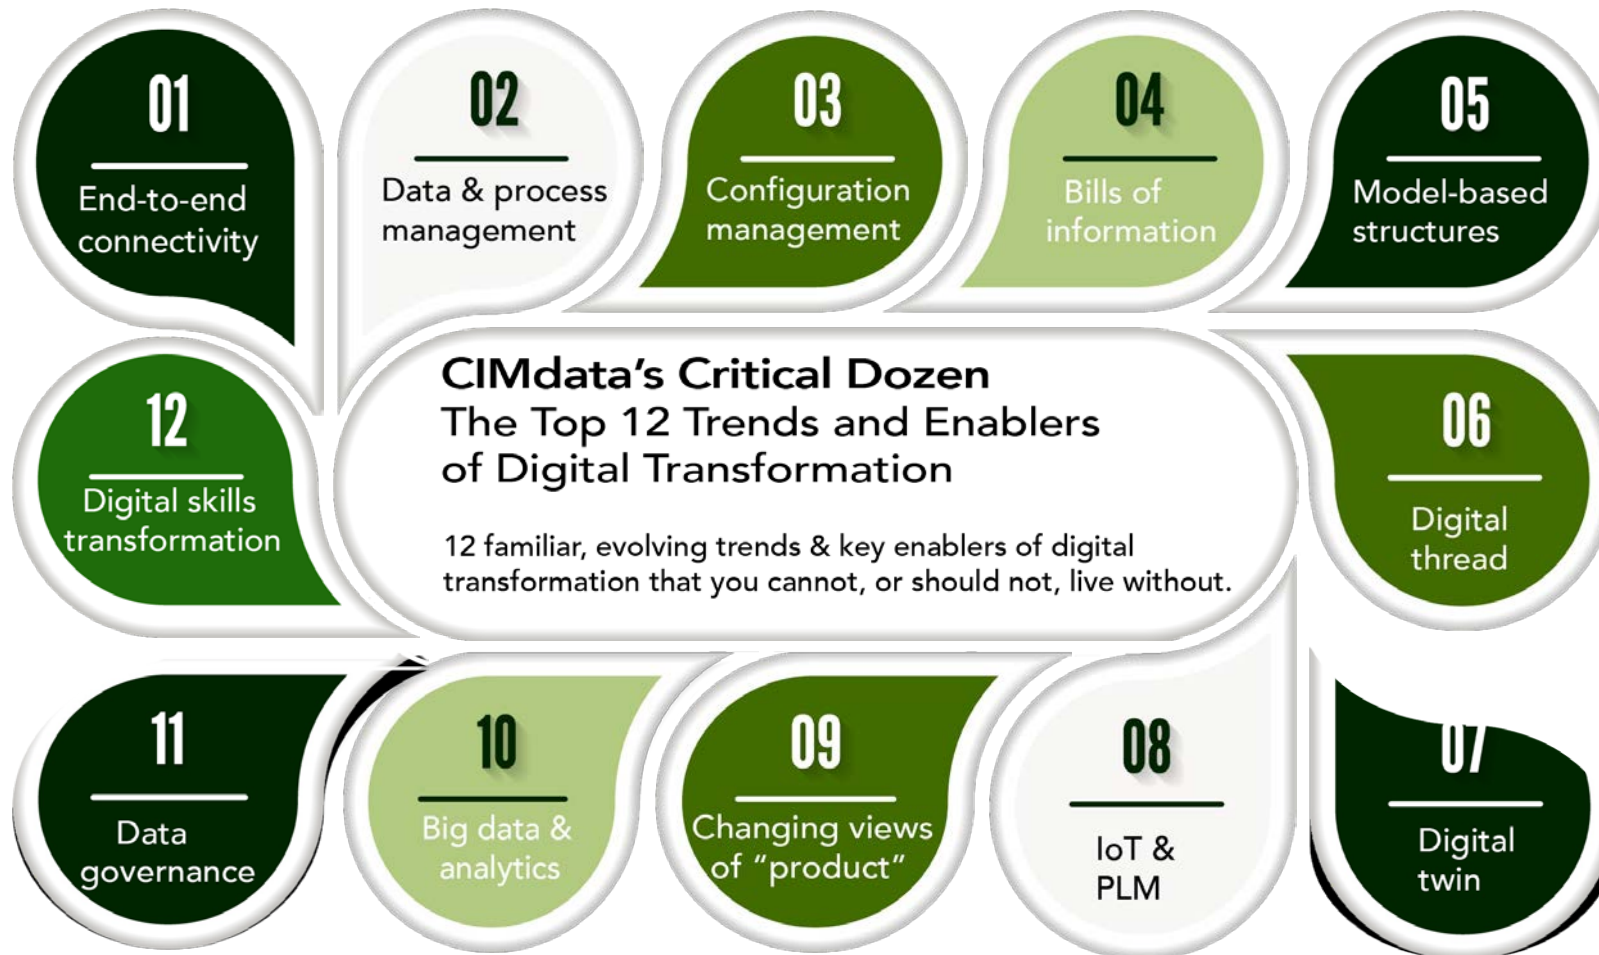 01
End-to-end
connectivity
02
Data & process
management
03
Configuration
management
04
Bills of
information
05
Model-based
structures
CIMdata’s Critical Dozen
The Top 12 Trends and Enablers
of Digital Transformation
12 familiar, evolving trends & key enablers of digital
transformation that you cannot, or should not, live without.
06
Digital
thread
07
Digital
twin
08
IoT &
PLM
09
Changing views
of “product”
10
Big data &
analytics
11
Data
governance
12
Digital skills
transformation